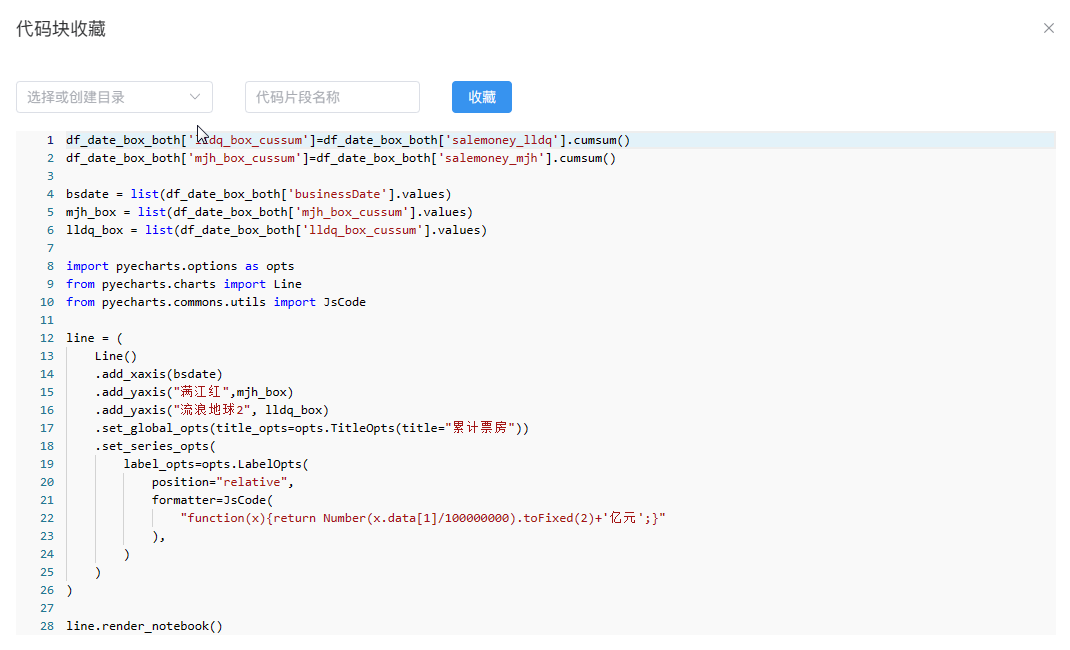 代码块收藏
选择或创建目录 代码片段名称 收藏
1 df_date_box_both['lldq_box_cussum']=df_date_box_both['salemoney_lldq'].cumsum()
2 df_date_box_both['mjh_box_cussum']=df_date_box_both['salemoney_mjh'].cumsum()
3
4 bsdate = list(df_date_box_both['businessDate'].values)
5 mjh_box = list(df_date_box_both['mjh_box_cussum'].values)
6 lldq_box = list(df_date_box_both['lldq_box_cussum'].values)
7
8 import pyecharts.options as opts
9 from pyecharts.charts import Line
10 from pyecharts.commons.utils import JsCode
11
12 line = (
13     Line()
14     .add_xaxis(bsdate)
15     .add_yaxis("满江红",mjh_box)
16     .add_yaxis("流浪地球2", lldq_box)
17     .set_global_opts(title_opts=opts.TitleOpts(title="累计票房"))
18     .set_series_opts(
19         label_opts=opts.LabelOpts(
20             position="relative",
21             formatter=JsCode(
22                 "function(x){return Number(x.data[1]/100000000).toFixed(2)+'亿元';}"
23             ),
24         )
25     )
26 )
27
28 line.render_notebook()